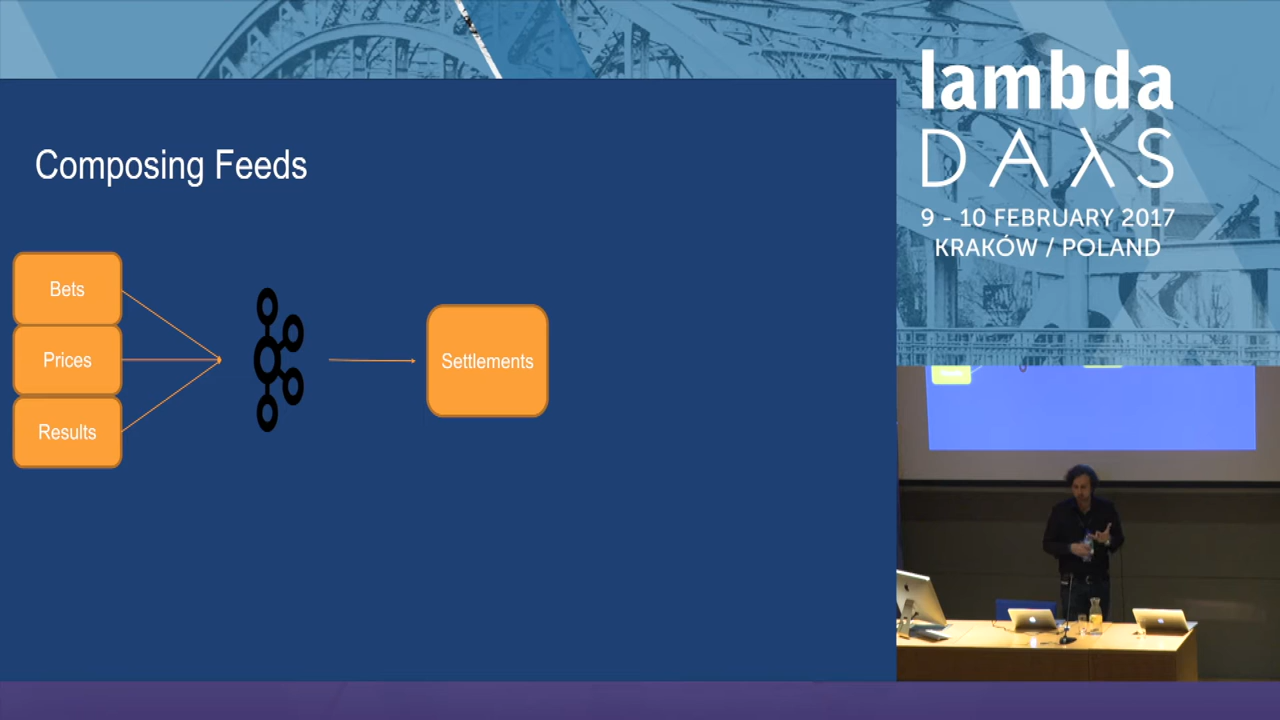 Composing Feeds
Bets
Prices
Results
Settlements
lambda
DAλS
9 - 10 FEBRUARY 2017
KRAKÓW / POLAND